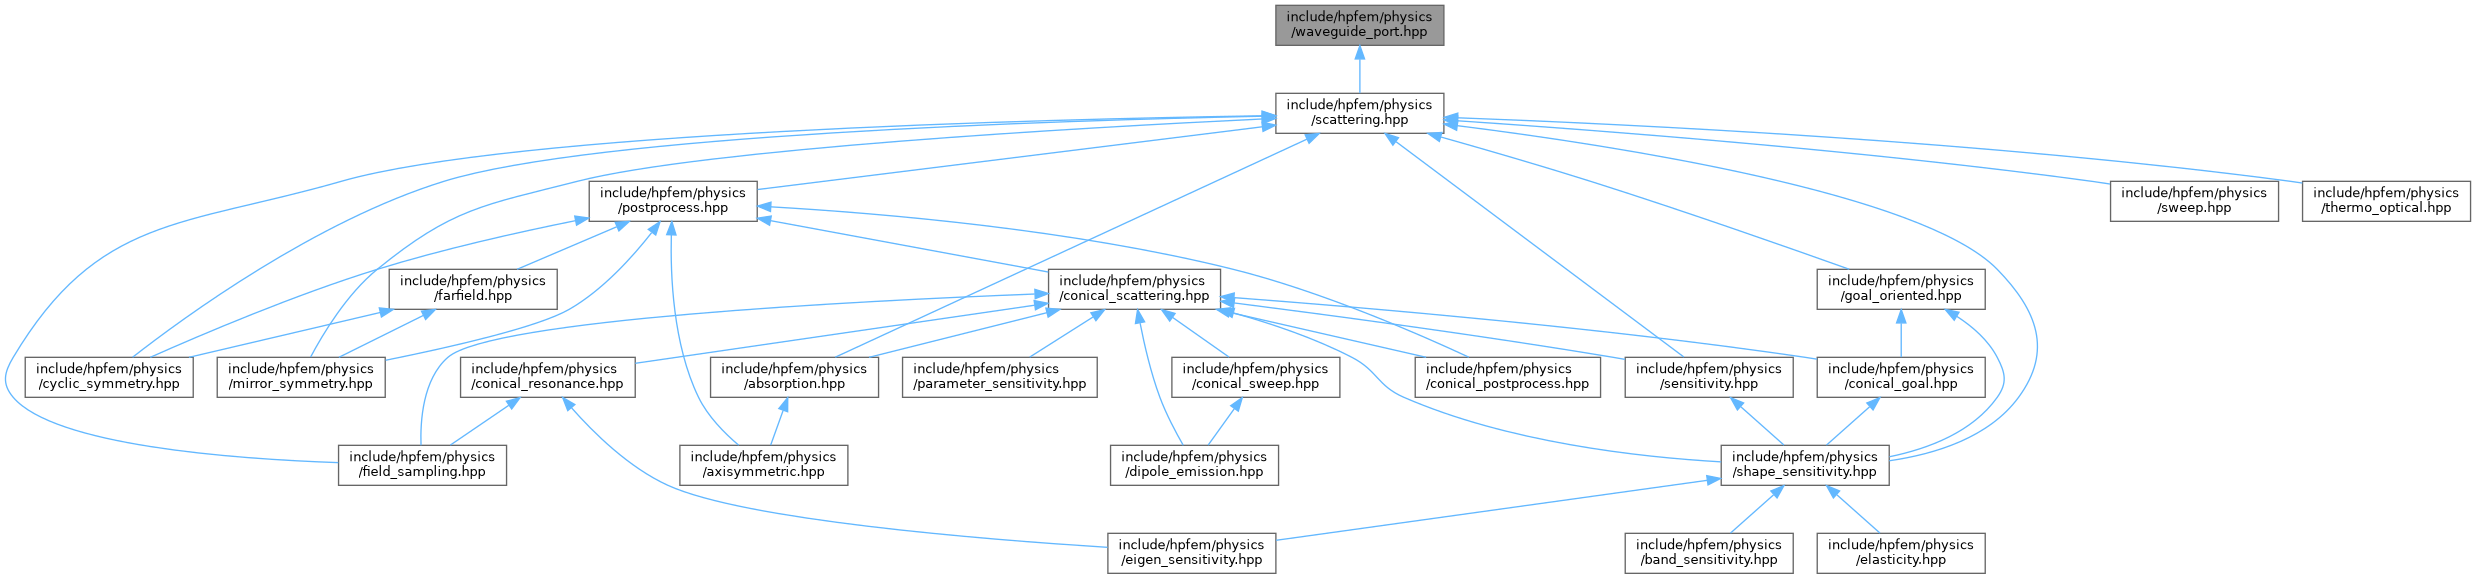 include/hpfem/physics
/waveguide_port.hpp
include/hpfem/physics
/scattering.hpp
include/hpfem/physics
/postprocess.hpp
include/hpfem/physics
/sweep.hpp
include/hpfem/physics
/thermo_optical.hpp
include/hpfem/physics
/farfield.hpp
include/hpfem/physics
/conical_scattering.hpp
include/hpfem/physics
/goal_oriented.hpp
include/hpfem/physics
/cyclic_symmetry.hpp
include/hpfem/physics
/mirror_symmetry.hpp
include/hpfem/physics
/conical_resonance.hpp
include/hpfem/physics
/absorption.hpp
include/hpfem/physics
/parameter_sensitivity.hpp
include/hpfem/physics
/conical_sweep.hpp
include/hpfem/physics
/conical_postprocess.hpp
include/hpfem/physics
/sensitivity.hpp
include/hpfem/physics
/conical_goal.hpp
include/hpfem/physics
/field_sampling.hpp
include/hpfem/physics
/axisymmetric.hpp
include/hpfem/physics
/dipole_emission.hpp
include/hpfem/physics
/shape_sensitivity.hpp
include/hpfem/physics
/eigen_sensitivity.hpp
include/hpfem/physics
/band_sensitivity.hpp
include/hpfem/physics
/elasticity.hpp